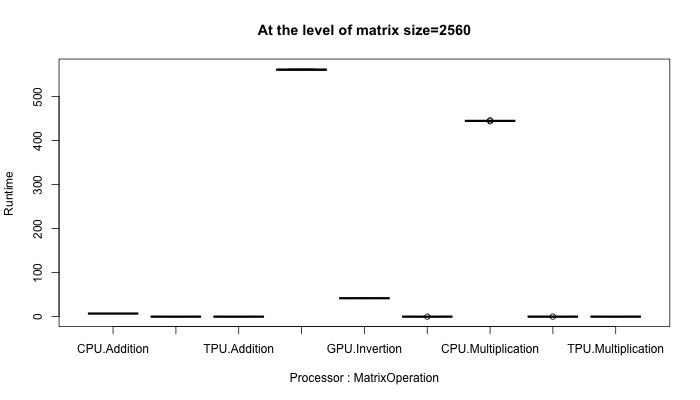 At the level of matrix size=2560
Runtime
500
400
300
200
100
0
CPU.Addition TPU.Addition GPU.Invertion CPU.Multiplication TPU.Multiplication
Processor : MatrixOperation